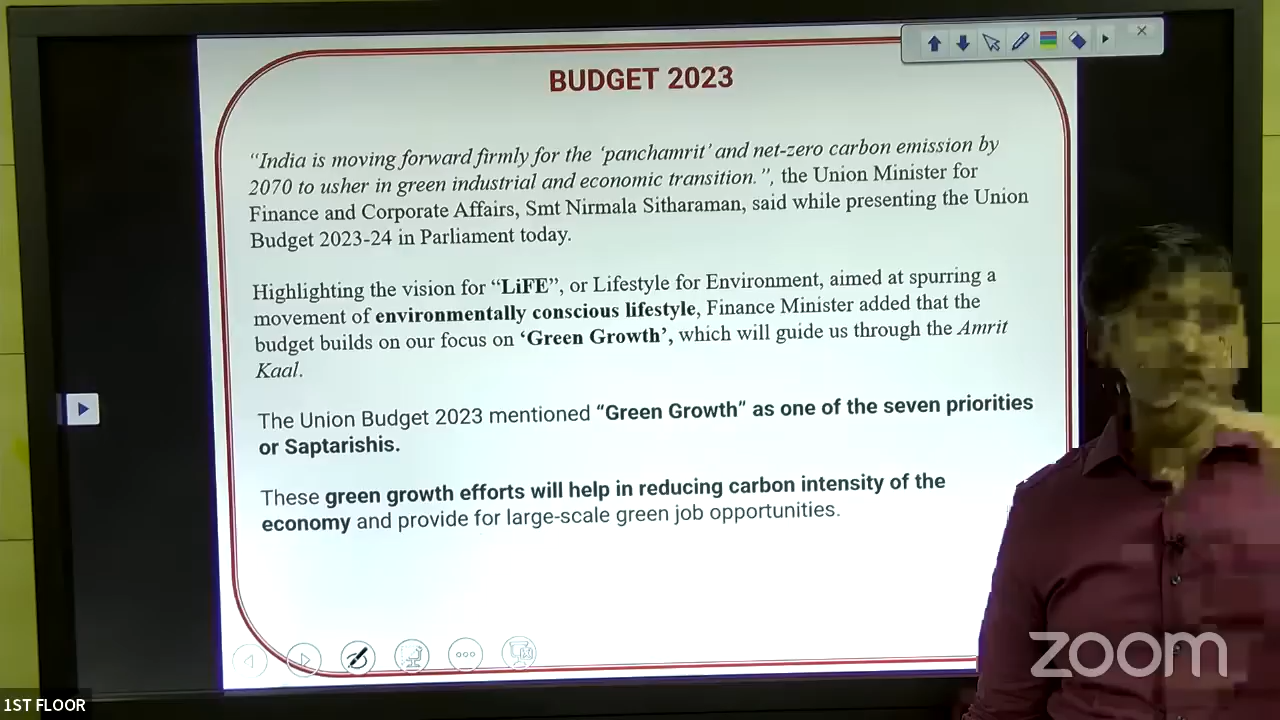 BUDGET 2023
“India is moving forward firmly for the ‘panchamrit’ and net-zero carbon emission by
2070 to usher in green industrial and economic transition.”, the Union Minister for
Finance and Corporate Affairs, Smt Nirmala Sitharaman, said while presenting the Union
Budget 2023-24 in Parliament today.
Highlighting the vision for “LiFE”, or Lifestyle for Environment, aimed at spurring a
movement of environmentally conscious lifestyle, Finance Minister added that the
budget builds on our focus on ‘Green Growth’, which will guide us through the Amrit
Kaal.
The Union Budget 2023 mentioned “Green Growth” as one of the seven priorities
or Saptarishis.
These green growth efforts will help in reducing carbon intensity of the
economy and provide for large-scale green job opportunities.
zoom
1ST FLOOR